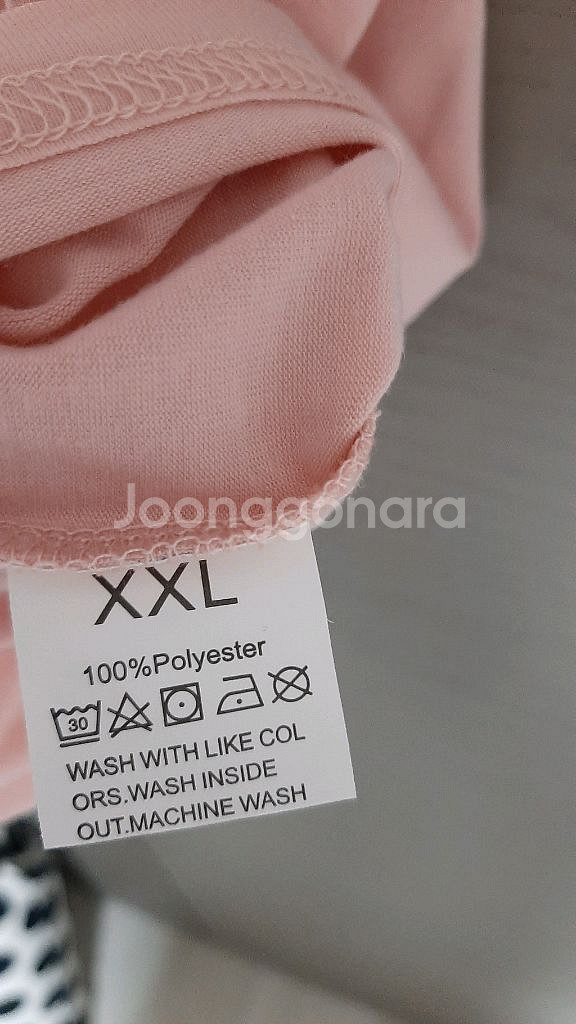 Joonggonara
XXL
100%Polyester
30
WASH WITH LIKE COL
ORS.WASH INSIDE
OUT.MACHINE WASH